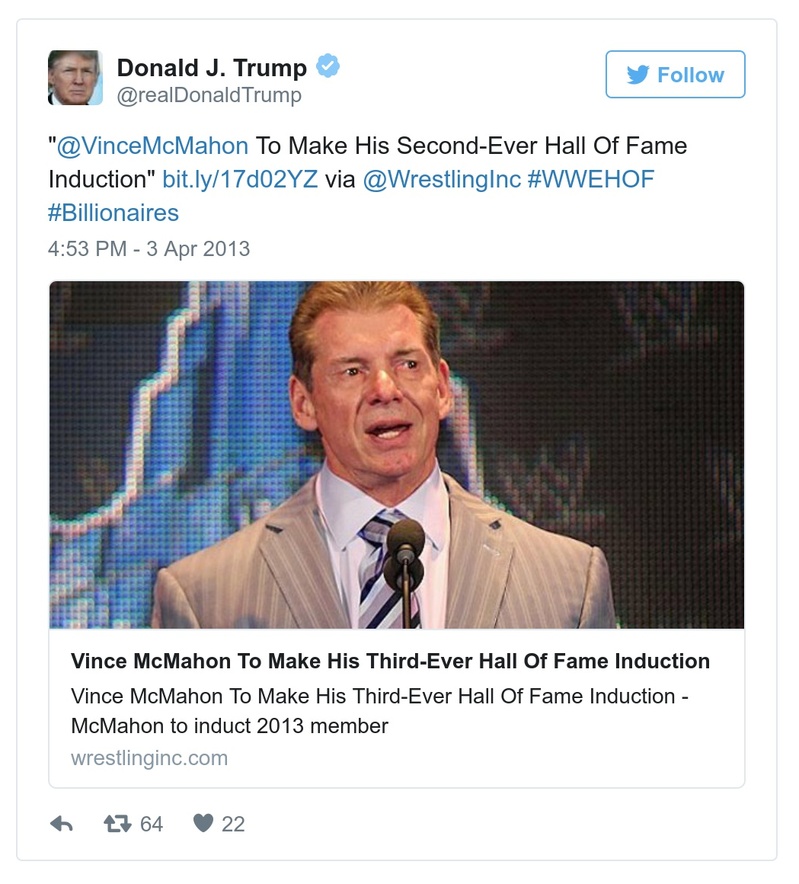 Donald J. Trump
@realDonaldTrump
Follow
"@VinceMcMahon To Make His Second-Ever Hall Of Fame
Induction" bit.ly/17d02YZ via @WrestlingInc #WWEHOF
#Billionaires
4:53 PM - 3 Apr 2013
Vince McMahon To Make His Third-Ever Hall Of Fame Induction
Vince McMahon To Make His Third-Ever Hall Of Fame Induction -
McMahon to induct 2013 member
wrestlinginc.com
64
22